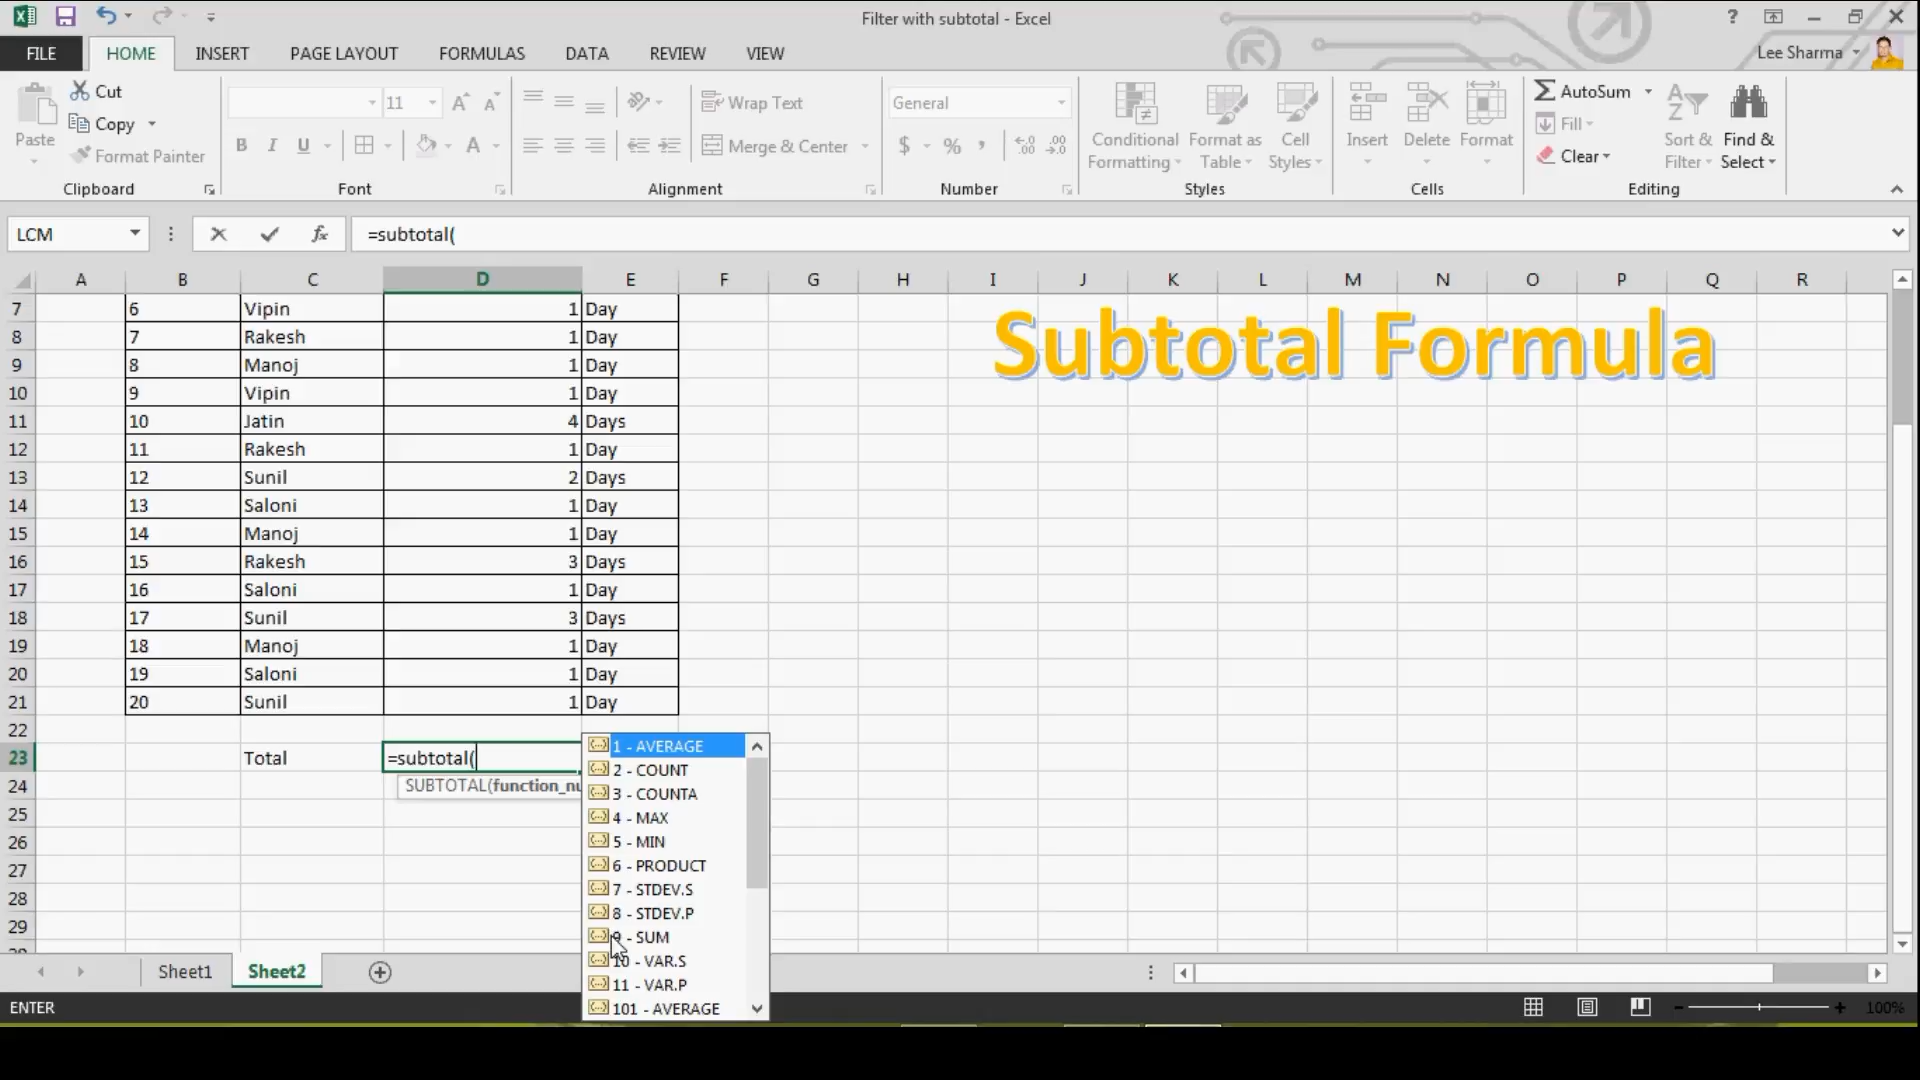 Filter with subtotal - Excel
?
FILE HOME INSERT PAGE LAYOUT FORMULAS DATA REVIEW VIEW Lee Sharma
Paste Cut Copy Format Painter Clipboard
11 A A B I U A Font
Wrap Text Merge & Center Alignment
General $ % , Number
Conditional Formatting Format as Table Cell Styles Styles
Insert Delete Format Cells
AutoSum Fill Clear Sort & Filter Find & Select Editing
LCM fx =subtotal(
A B C D E F G H I J K L M N O P Q R
Subtotal Formula
7 6 Vipin 1 Day
8 7 Rakesh 1 Day
9 8 Manoj 1 Day
10 9 Vipin 1 Day
11 10 Jatin 4 Days
12 11 Rakesh 1 Day
13 12 Sunil 2 Days
14 13 Saloni 1 Day
15 14 Manoj 1 Day
16 15 Rakesh 3 Days
17 16 Saloni 1 Day
18 17 Sunil 3 Days
19 18 Manoj 1 Day
20 19 Saloni 1 Day
21 20 Sunil 1 Day
22
23 Total =subtotal(
24 SUBTOTAL(function_nu
25
26
27
28
29
1 - AVERAGE
2 - COUNT
3 - COUNTA
4 - MAX
5 - MIN
6 - PRODUCT
7 - STDEV.S
8 - STDEV.P
9 - SUM
10 - VAR.S
11 - VAR.P
101 - AVERAGE
Sheet1 Sheet2
ENTER 100%